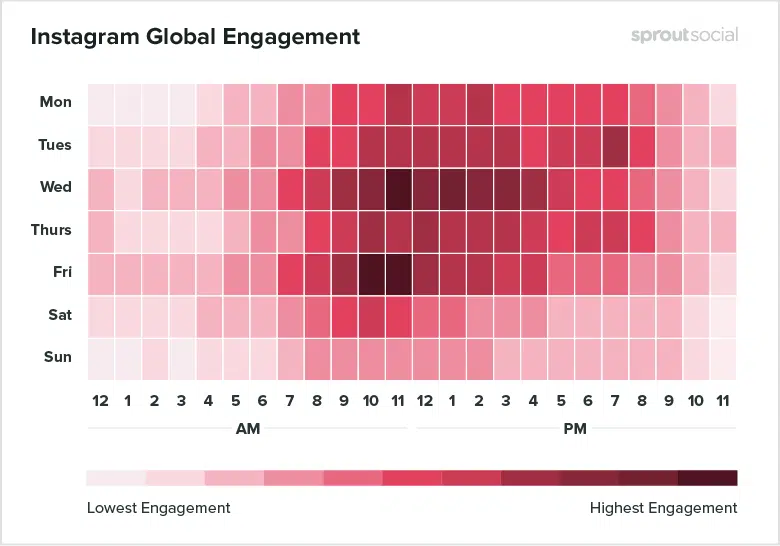 Instagram Global Engagement
sproutsocial
Mon
Tues
Wed
Thurs
Fri
Sat
Sun
12 1 2 3 4 5 6 7 8 9 10 11 12 1 2 3 4 5 6 7 8 9 10 11
AM PM
Lowest Engagement Highest Engagement